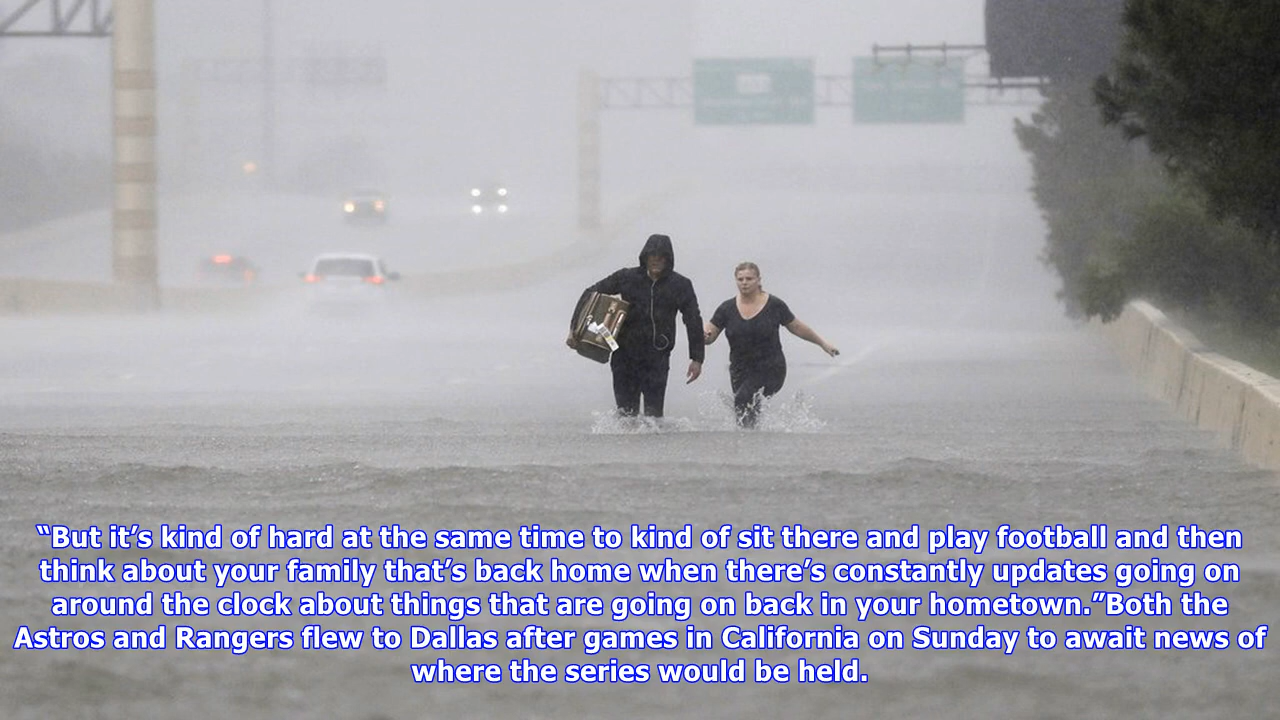 “But it’s kind of hard at the same time to kind of sit there and play football and then
think about your family that’s back home when there’s constantly updates going on
around the clock about things that are going on back in your hometown.”Both the
Astros and Rangers flew to Dallas after games in California on Sunday to await news of
where the series would be held.